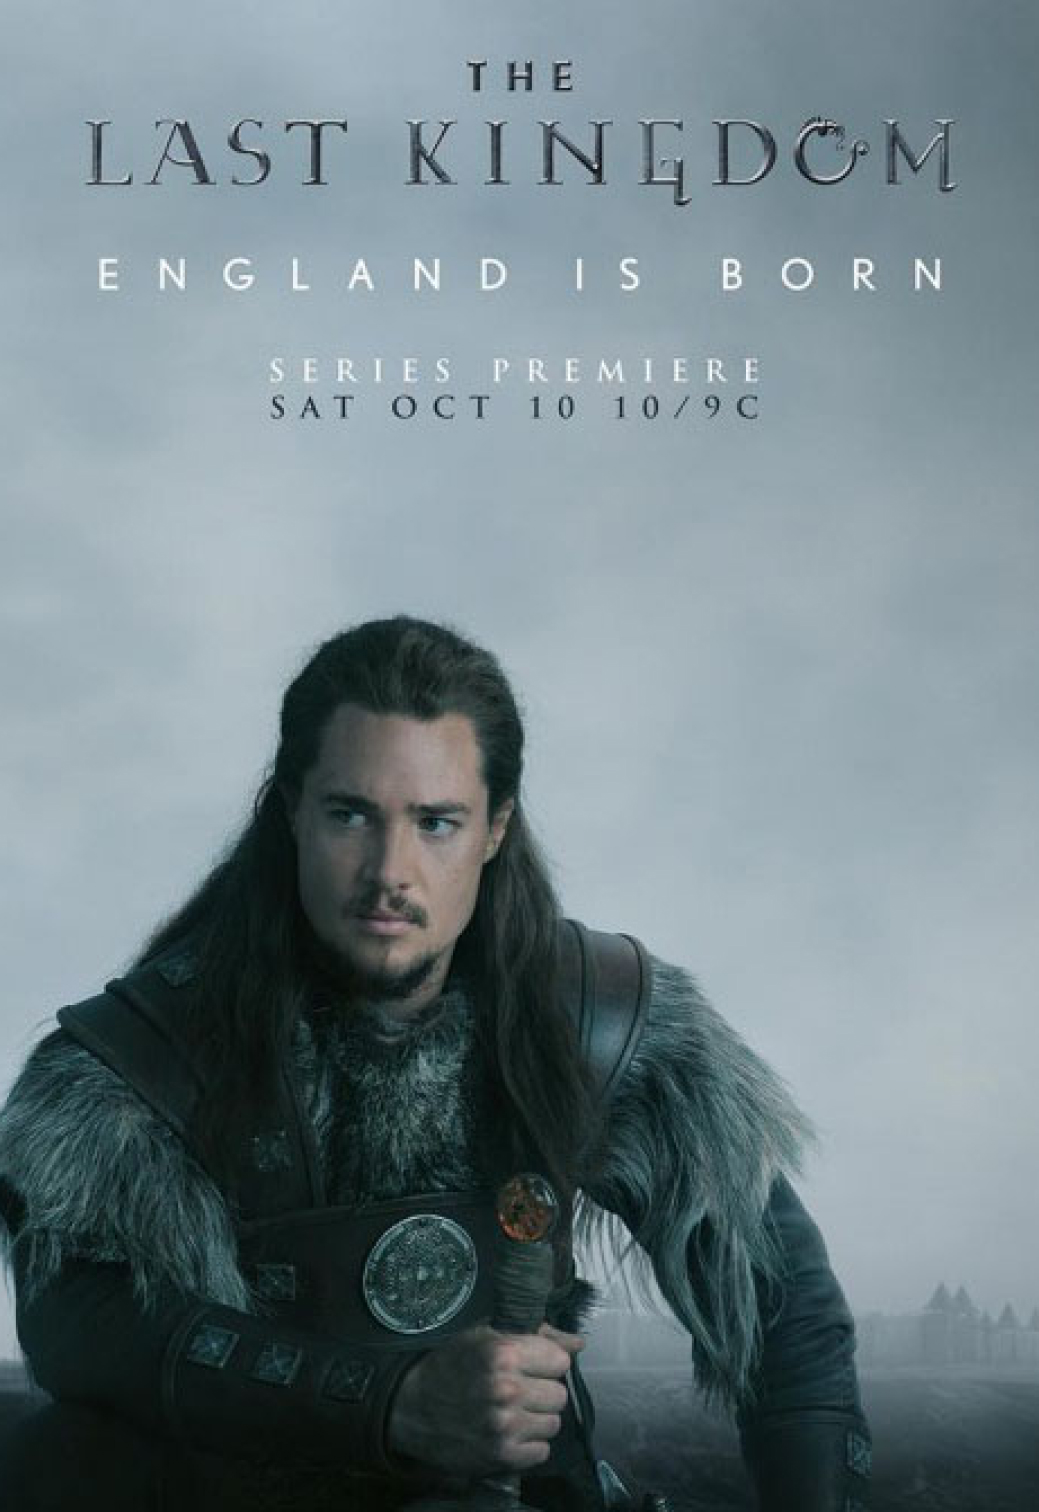 THE
LAST KINGDOM
ENGLAND IS BORN
SERIES PREMIERE
SAT OCT 10 10/9C